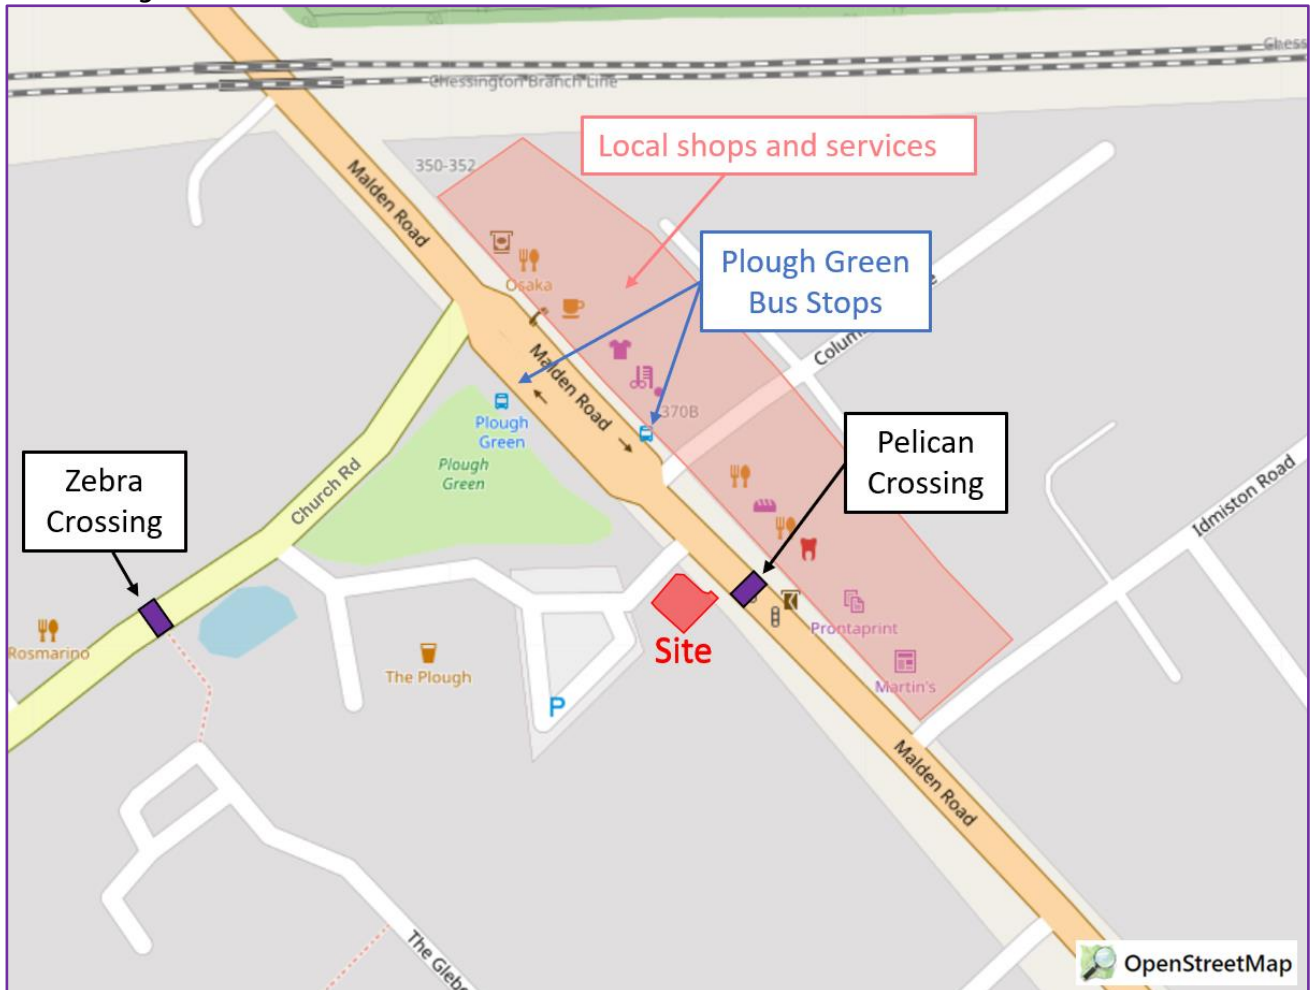 Chess
Chessington Branch Line
Local shops and services
350-352
Malden Road
Plough Green
Bus Stops
Osaka
Malden Road
370B
Plough
Green
Plough
Green
Pelican
Crossing
Zebra
Crossing
Church Rd
Idmiston Road
Prontaprint
Site
Rosmarino
The Plough
Martin's
P
Malden Road
The Glebe
OpenStreetMap